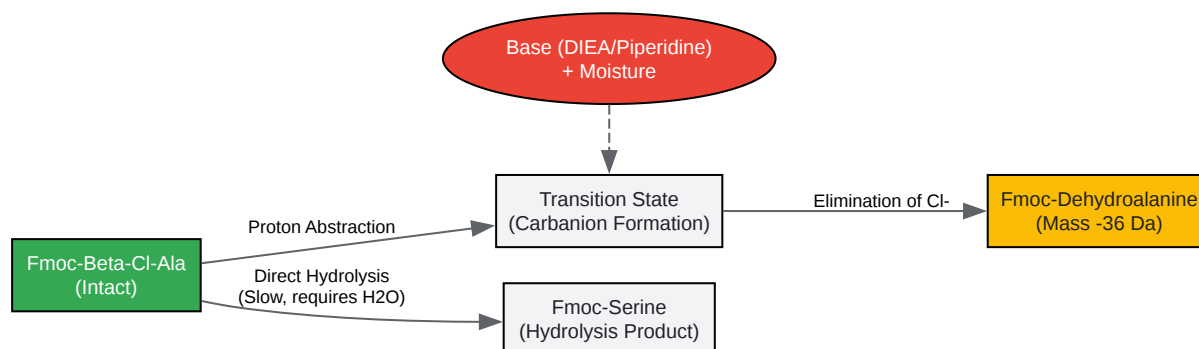 Base (DIEA/Piperidine)
+ Moisture
Transition State
(Carbanion Formation)
Elimination of Cl-
Fmoc-Dehydroalanine
(Mass -36 Da)
Proton Abstraction
Fmoc-Beta-Cl-Ala
(Intact)
Direct Hydrolysis
(Slow, requires H2O)
Fmoc-Serine
(Hydrolysis Product)